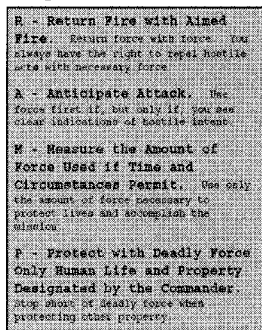 R - Return Fire with Aimed
Fire. Return force with force. You
always have the right to repel hostile
acts with necessary force.
A - Anticipate Attack. Use
force first if, but only if, you see
clear indications of hostile intent.
M - Measure the Amount of
Force Used if Time and
Circumstances Permit. Use only
the amount of force necessary to
protect lives and accomplish the
mission.
P - Protect with Deadly Force
Only Human Life and Property
Designated by the Commander.
Stop short of deadly force when
protecting other property.